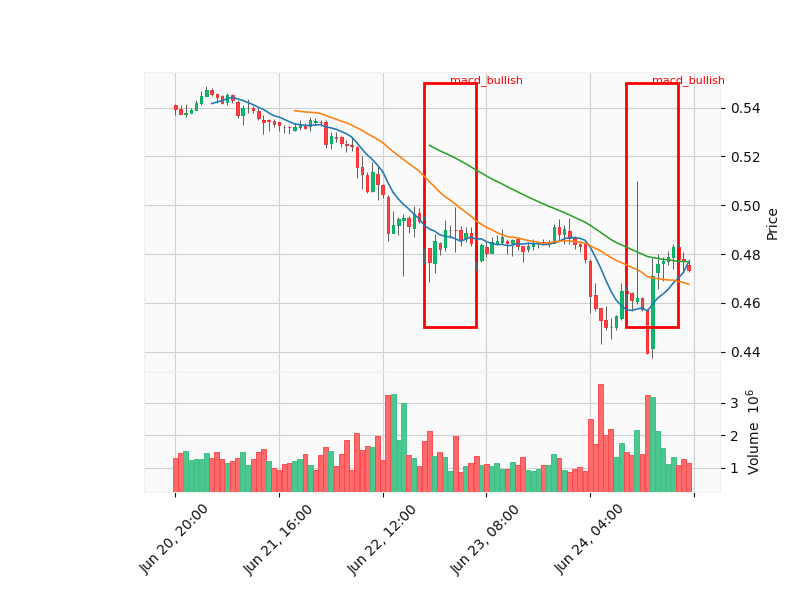 macd_bullish
macd_bullish
0.54
0.52
0.50
0.48
0.46
0.44
Price
3
2
1
Volume 10^6
Jun 20, 20:00
Jun 21, 16:00
Jun 22, 12:00
Jun 23, 08:00
Jun 24, 04:00